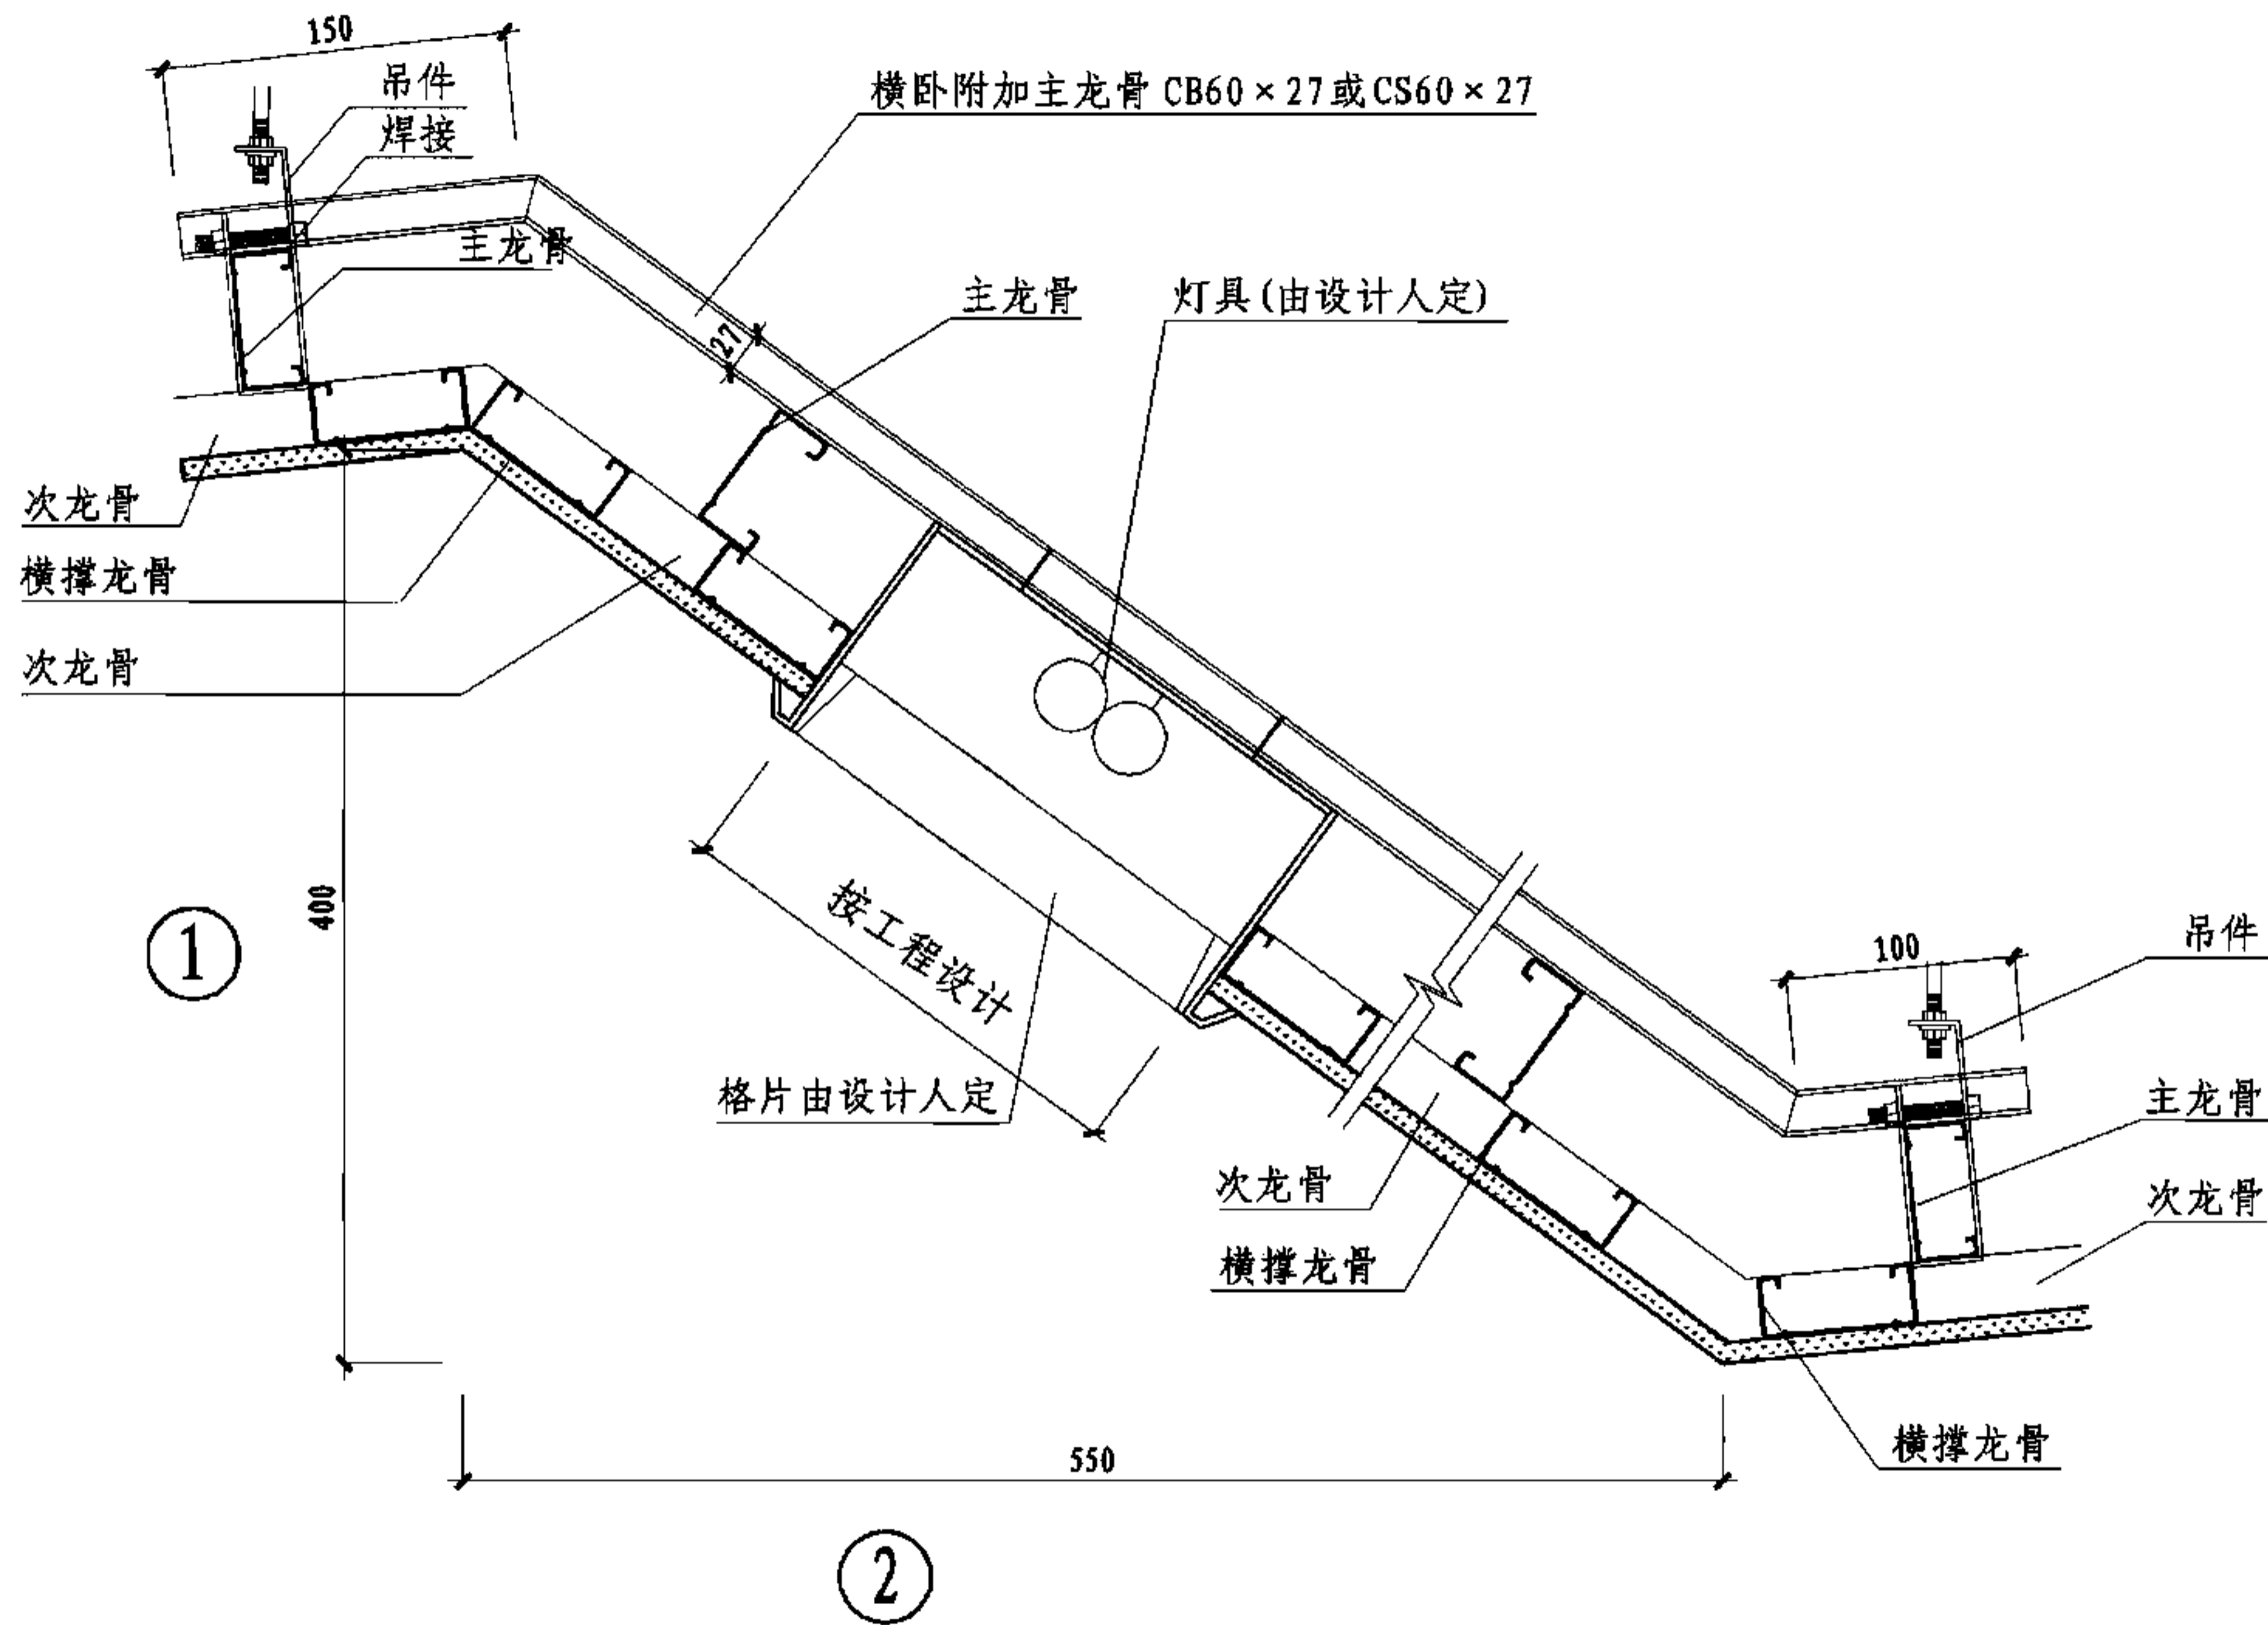 150
吊件
焊接
横卧附加主龙骨 CB60×27或CS60×27
主龙骨
主龙骨
灯具(由设计人定)
27
次龙骨
横撑龙骨
次龙骨
400
①
按工程设计
格片由设计人定
100
吊件
主龙骨
次龙骨
次龙骨
横撑龙骨
横撑龙骨
550
②